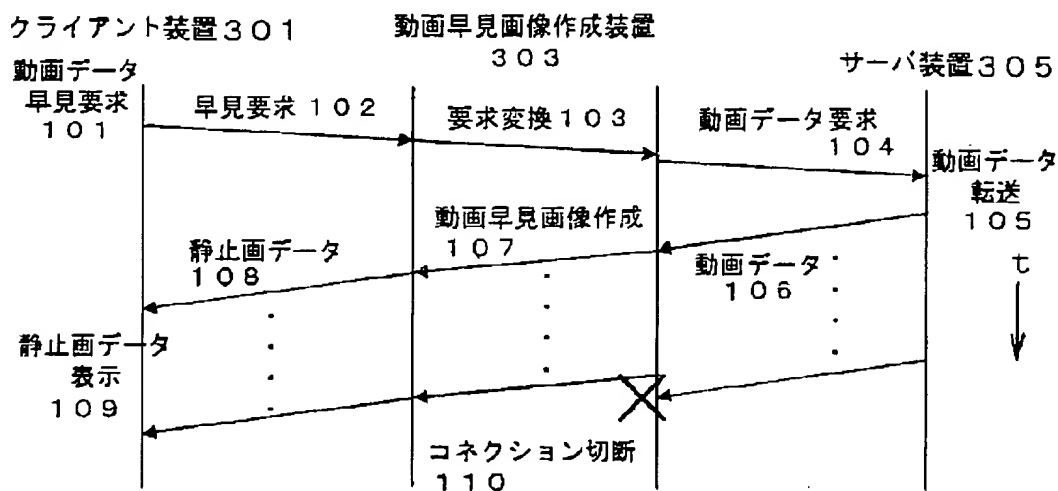 クライアント装置301
動画早見画像作成装置
303
サーバ装置305
動画データ
早見要求
101
早見要求 102
要求変換103
動画データ要求
104
動画データ
転送
105
t
動画早見画像作成
107
静止画データ
108
動画データ
106
静止画データ
表示
109
コネクション切断
110